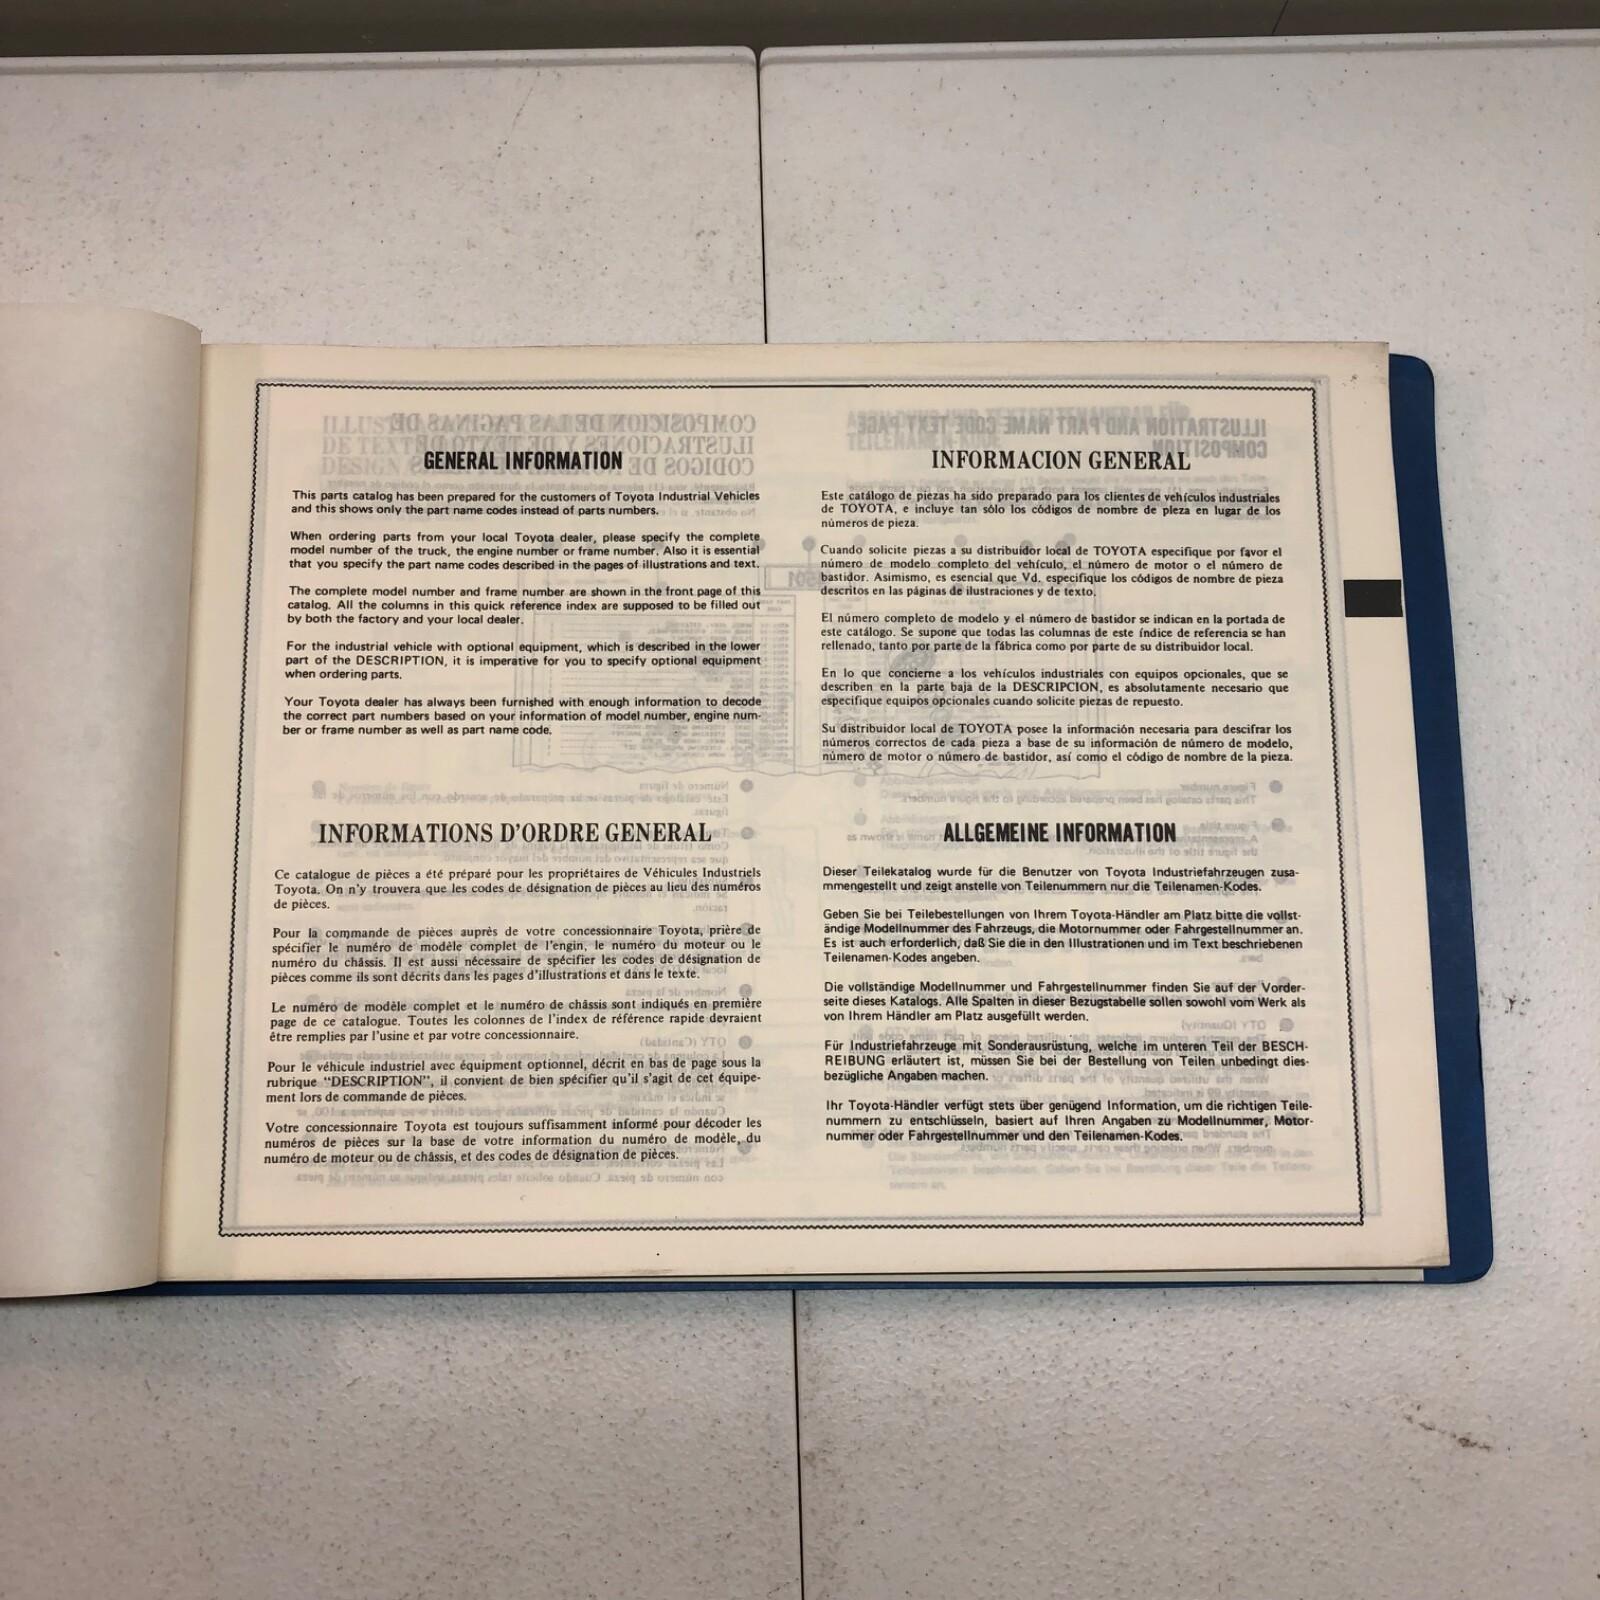 GENERAL INFORMATION
This parts catalog has been prepared for the customers of Toyota Industrial Vehicles
and this shows only the part name codes instead of parts numbers.
When ordering parts from your local Toyota dealer, please specify the complete
model number of the truck, the engine number or frame number. Also it is essential
that you specify the part name codes described in the pages of illustrations and text.
The complete model number and frame number are shown in the front page of this
catalog. All the columns in this quick reference index are supposed to be filled out
by both the factory and your local dealer.
For the industrial vehicle with optional equipment, which is described in the lower
part of the DESCRIPTION, it is imperative for you to specify optional equipment
when ordering parts.
Your Toyota dealer has always been furnished with enough information to decode
the correct part numbers based on your information of model number, engine num-
ber or frame number as well as part name code.
INFORMACION GENERAL
Este catálogo de piezas ha sido preparado para los clientes de vehículos industriales
de TOYOTA, e incluye tan sólo los códigos de nombre de pieza en lugar de los
números de pieza.
Cuando solicite piezas a su distribuidor local de TOYOTA especifique por favor el
número de modelo completo del vehículo, el número de motor o el número de
bastidor. Asimismo, es esencial que Vd. especifique los códigos de nombre de pieza
descritos en las páginas de ilustraciones y de texto.
El número completo de modelo y el número de bastidor se indican en la portada de
este catálogo. Se supone que todas las columnas de este índice de referencia se han
rellenado, tanto por parte de la fábrica como por parte de su distribuidor local.
En lo que concierne a los vehículos industriales con equipos opcionales, que se
describen en la parte baja de la DESCRIPCION, es absolutamente necesario que
especifique equipos opcionales cuando solicite piezas de repuesto.
Su distribuidor local de TOYOTA posee la información necesaria para descifrar los
números correctos de cada pieza a base de su información de número de modelo,
número de motor o número de bastidor, así como el código de nombre de la pieza.
INFORMATIONS D'ORDRE GENERAL
Ce catalogue de pièces a été préparé pour les propriétaires de Véhicules Industriels
Toyota. On n'y trouvera que les codes de désignation de pièces au lieu des numéros
de pièces.
Pour la commande de pièces auprès de votre concessionnaire Toyota, prière de
spécifier le numéro de modèle complet de l'engin, le numéro du moteur ou le
numéro du châssis. Il est aussi nécessaire de spécifier les codes de désignation de
pièces comme ils sont décrits dans les pages d'illustrations et dans le texte.
Le numéro de modèle complet et le numéro de châssis sont indiqués en première
page de ce catalogue. Toutes les colonnes de l'index de référence rapide devraient
être remplies par l'usine et par votre concessionnaire.
Pour le véhicule industriel avec équipement optionnel, décrit en bas de page sous la
rubrique "DESCRIPTION", il convient de bien spécifier qu'il s'agit de cet équipe-
ment lors de commande de pièces.
Votre concessionnaire Toyota est toujours suffisamment informé pour décoder les
numéros de pièces sur la base de votre information du numéro de modèle, du
numéro de moteur ou de châssis, et des codes de désignation de pièces.
ALLGEMEINE INFORMATION
Dieser Teilekatalog wurde für die Benutzer von Toyota Industriefahrzeugen zusa-
mmengestellt und zeigt anstelle von Teilenummern nur die Teilenamen-Kodes.
Geben Sie bei Teilebestellungen von Ihrem Toyota-Händler am Platz bitte die vollst-
ändige Modellnummer des Fahrzeugs, die Motornummer oder Fahrgestellnummer an.
Es ist auch erforderlich, daß Sie die in den Illustrationen und im Text beschriebenen
Teilenamen-Kodes angeben.
Die vollständige Modellnummer und Fahrgestellnummer finden Sie auf der Vorder-
seite dieses Katalogs. Alle Spalten in dieser Bezugstabelle sollen sowohl vom Werk als
von Ihrem Händler am Platz ausgefüllt werden.
Für Industriefahrzeuge mit Sonderausrüstung, welche im unteren Teil der BESCH-
REIBUNG erläutert ist, müssen Sie bei der Bestellung von Teilen unbedingt dies-
bezügliche Angaben machen.
Ihr Toyota-Händler verfügt stets über genügend Information, um die richtigen Teile-
nummern zu entschlüsseln, basiert auf Ihren Angaben zu Modellnummer, Motor-
nummer oder Fahrgestellnummer und den Teilenamen-Kodes.